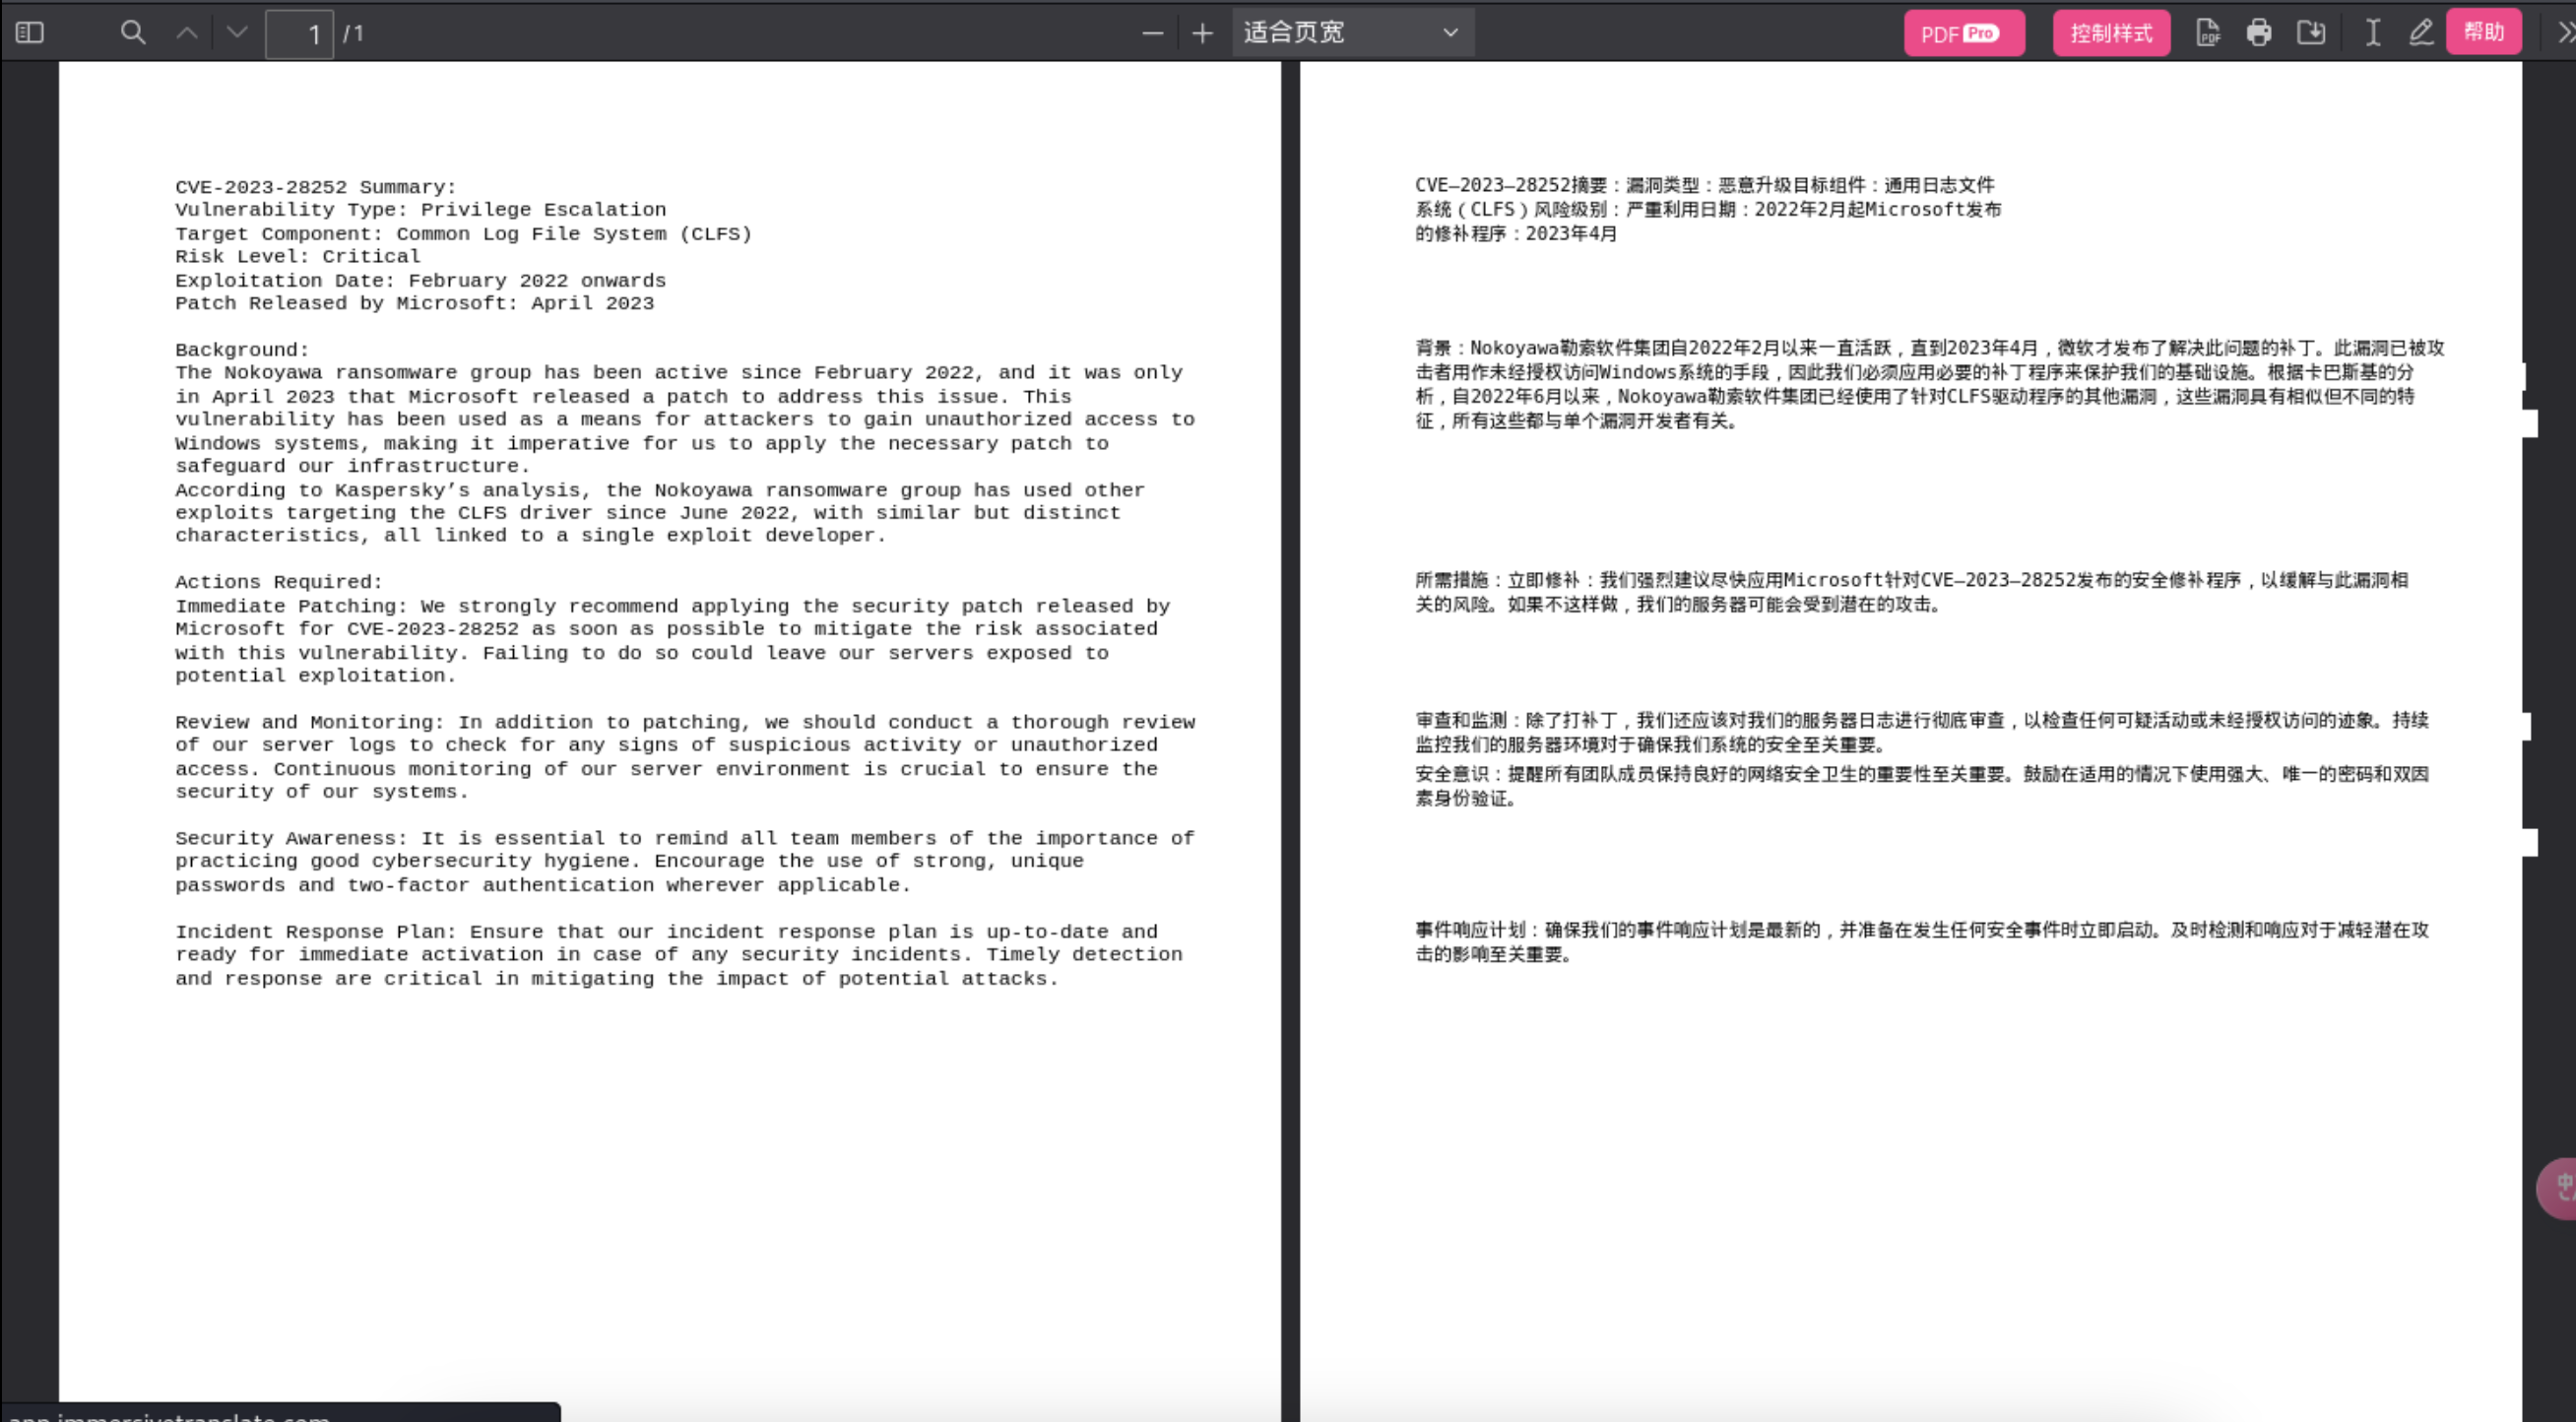 1 /1
适合页宽
PDF Pro
控制样式
PDF
帮助
CVE-2023-28252 Summary:
Vulnerability Type: Privilege Escalation
Target Component: Common Log File System (CLFS)
Risk Level: Critical
Exploitation Date: February 2022 onwards
Patch Released by Microsoft: April 2023
Background:
The Nokoyawa ransomware group has been active since February 2022, and it was only
in April 2023 that Microsoft released a patch to address this issue. This
vulnerability has been used as a means for attackers to gain unauthorized access to
Windows systems, making it imperative for us to apply the necessary patch to
safeguard our infrastructure.
According to Kaspersky’s analysis, the Nokoyawa ransomware group has used other
exploits targeting the CLFS driver since June 2022, with similar but distinct
characteristics, all linked to a single exploit developer.
Actions Required:
Immediate Patching: We strongly recommend applying the security patch released by
Microsoft for CVE-2023-28252 as soon as possible to mitigate the risk associated
with this vulnerability. Failing to do so could leave our servers exposed to
potential exploitation.
Review and Monitoring: In addition to patching, we should conduct a thorough review
of our server logs to check for any signs of suspicious activity or unauthorized
access. Continuous monitoring of our server environment is crucial to ensure the
security of our systems.
Security Awareness: It is essential to remind all team members of the importance of
practicing good cybersecurity hygiene. Encourage the use of strong, unique
passwords and two-factor authentication wherever applicable.
Incident Response Plan: Ensure that our incident response plan is up-to-date and
ready for immediate activation in case of any security incidents. Timely detection
and response are critical in mitigating the impact of potential attacks.
CVE—2023—28252摘要：漏洞类型：恶意升级目标组件：通用日志文件
系统（CLFS）风险级别：严重利用日期：2022年2月起Microsoft发布
的修补程序：2023年4月
背景：Nokoyawa勒索软件集团自2022年2月以来一直活跃，直到2023年4月，微软才发布了解决此问题的补丁。此漏洞已被攻
击者用作未经授权访问Windows系统的手段，因此我们必须应用必要的补丁程序来保护我们的基础设施。根据卡巴斯基的分
析，自2022年6月以来，Nokoyawa勒索软件集团已经使用了针对CLFS驱动程序的其他漏洞，这些漏洞具有相似但不同的特
征，所有这些都与单个漏洞开发者有关。
所需措施：立即修补：我们强烈建议尽快应用Microsoft针对CVE—2023—28252发布的安全修补程序，以缓解与此漏洞相
关的风险。如果不这样做，我们的服务器可能会受到潜在的攻击。
审查和监测：除了打补丁，我们还应该对我们的服务器日志进行彻底审查，以检查任何可疑活动或未经授权访问的迹象。持续
监控我们的服务器环境对于确保我们系统的安全至关重要。
安全意识：提醒所有团队成员保持良好的网络安全卫生的重要性至关重要。鼓励在适用的情况下使用强大、唯一的密码和双因
素身份验证。
事件响应计划：确保我们的事件响应计划是最新的，并准备在发生任何安全事件时立即启动。及时检测和响应对于减轻潜在攻
击的影响至关重要。
app.immersivetranslate.com